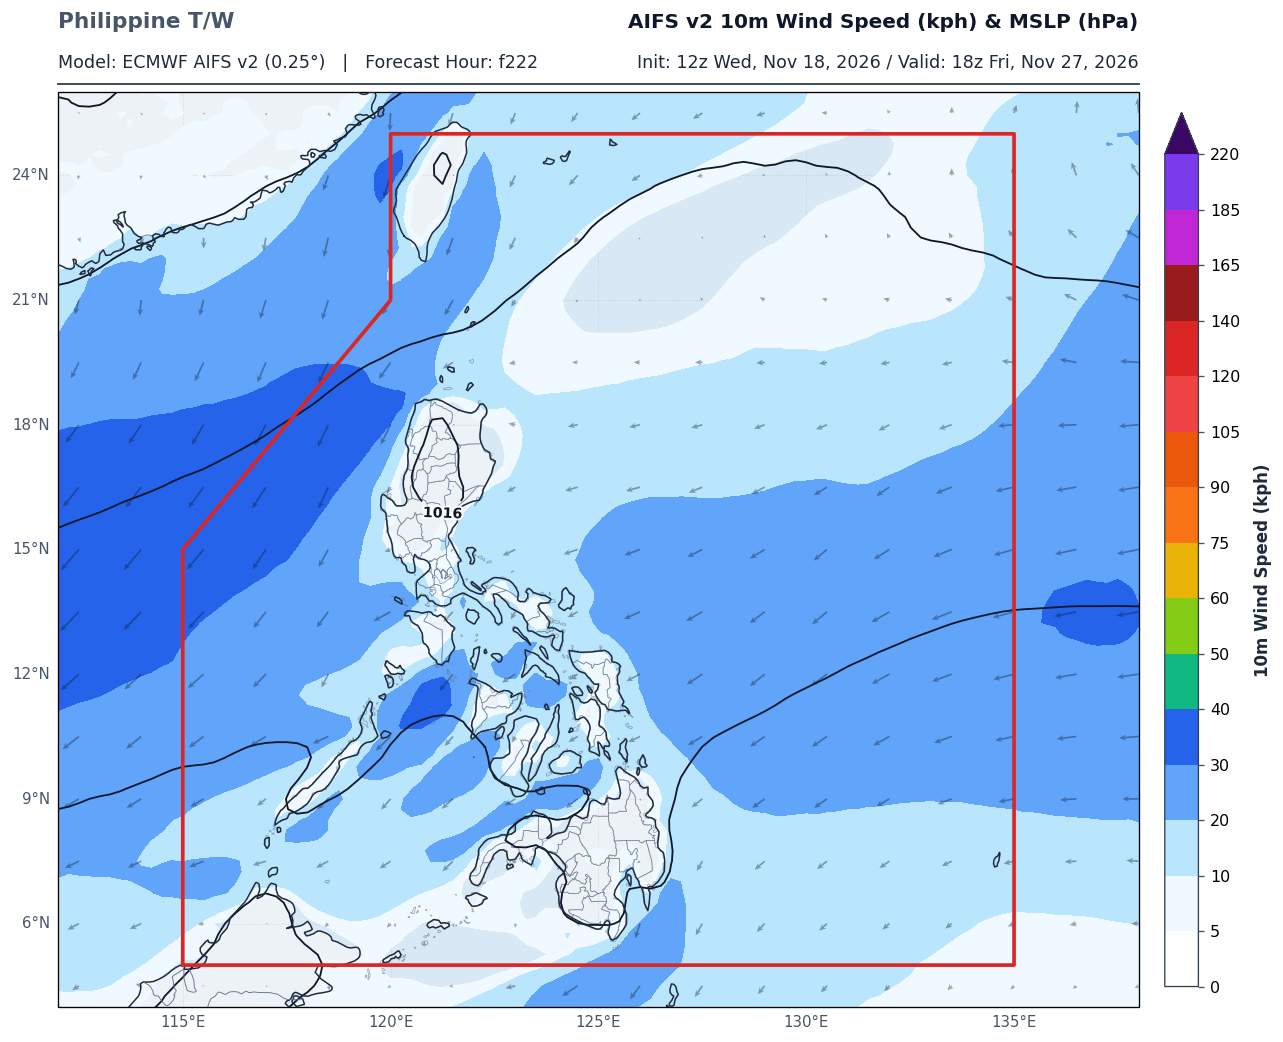 Philippine T/W
AIFS v2 10m Wind Speed (kph) & MSLP (hPa)
Model: ECMWF AIFS v2 (0.25°) | Forecast Hour: f222
Init: 12z Wed, Nov 18, 2026 / Valid: 18z Fri, Nov 27, 2026
24°N
21°N
18°N
15°N
12°N
9°N
6°N
1016
115°E
120°E
125°E
130°E
135°E
220
185
165
140
120
105
90
75
60
50
40
30
20
10
5
0
10m Wind Speed (kph)